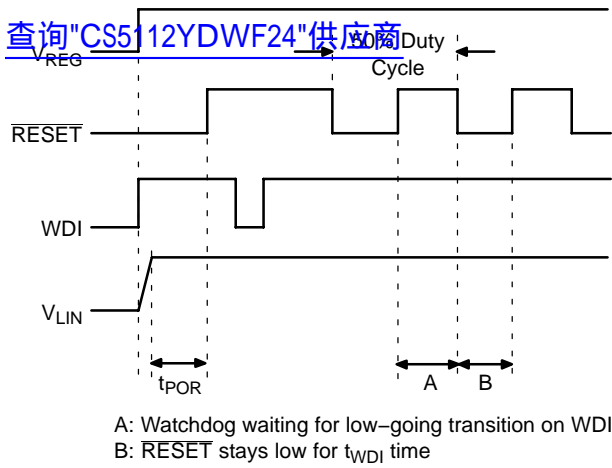 查询"CS5112YDWF24"供应商
VREG
50% Duty
Cycle
RESET
WDI
VLIN
tPOR
A
B
A: Watchdog waiting for low–going transition on WDI
B: RESET stays low for tWDI time